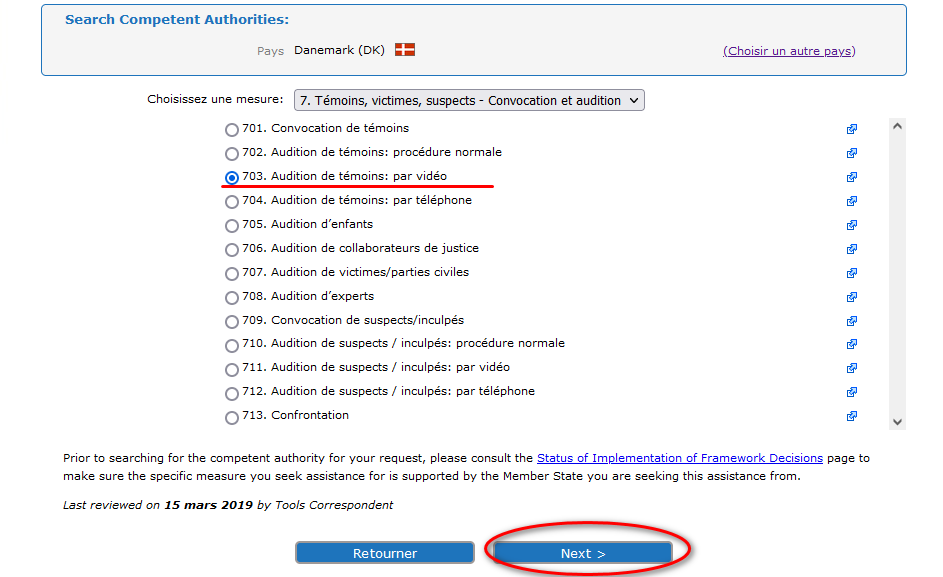 Search Competent Authorities:
Pays Danemark (DK) (Choisir un autre pays)
Choisissez une mesure: 7. Témoins, victimes, suspects - Convocation et audition
701. Convocation de témoins
702. Audition de témoins: procédure normale
703. Audition de témoins: par vidéo
704. Audition de témoins: par téléphone
705. Audition d’enfants
706. Audition de collaborateurs de justice
707. Audition de victimes/parties civiles
708. Audition d’experts
709. Convocation de suspects/inculpés
710. Audition de suspects / inculpés: procédure normale
711. Audition de suspects / inculpés: par vidéo
712. Audition de suspects / inculpés: par téléphone
713. Confrontation
Prior to searching for the competent authority for your request, please consult the Status of Implementation of Framework Decisions page to
make sure the specific measure you seek assistance for is supported by the Member State you are seeking this assistance from.
Last reviewed on 15 mars 2019 by Tools Correspondent
Retourner Next >